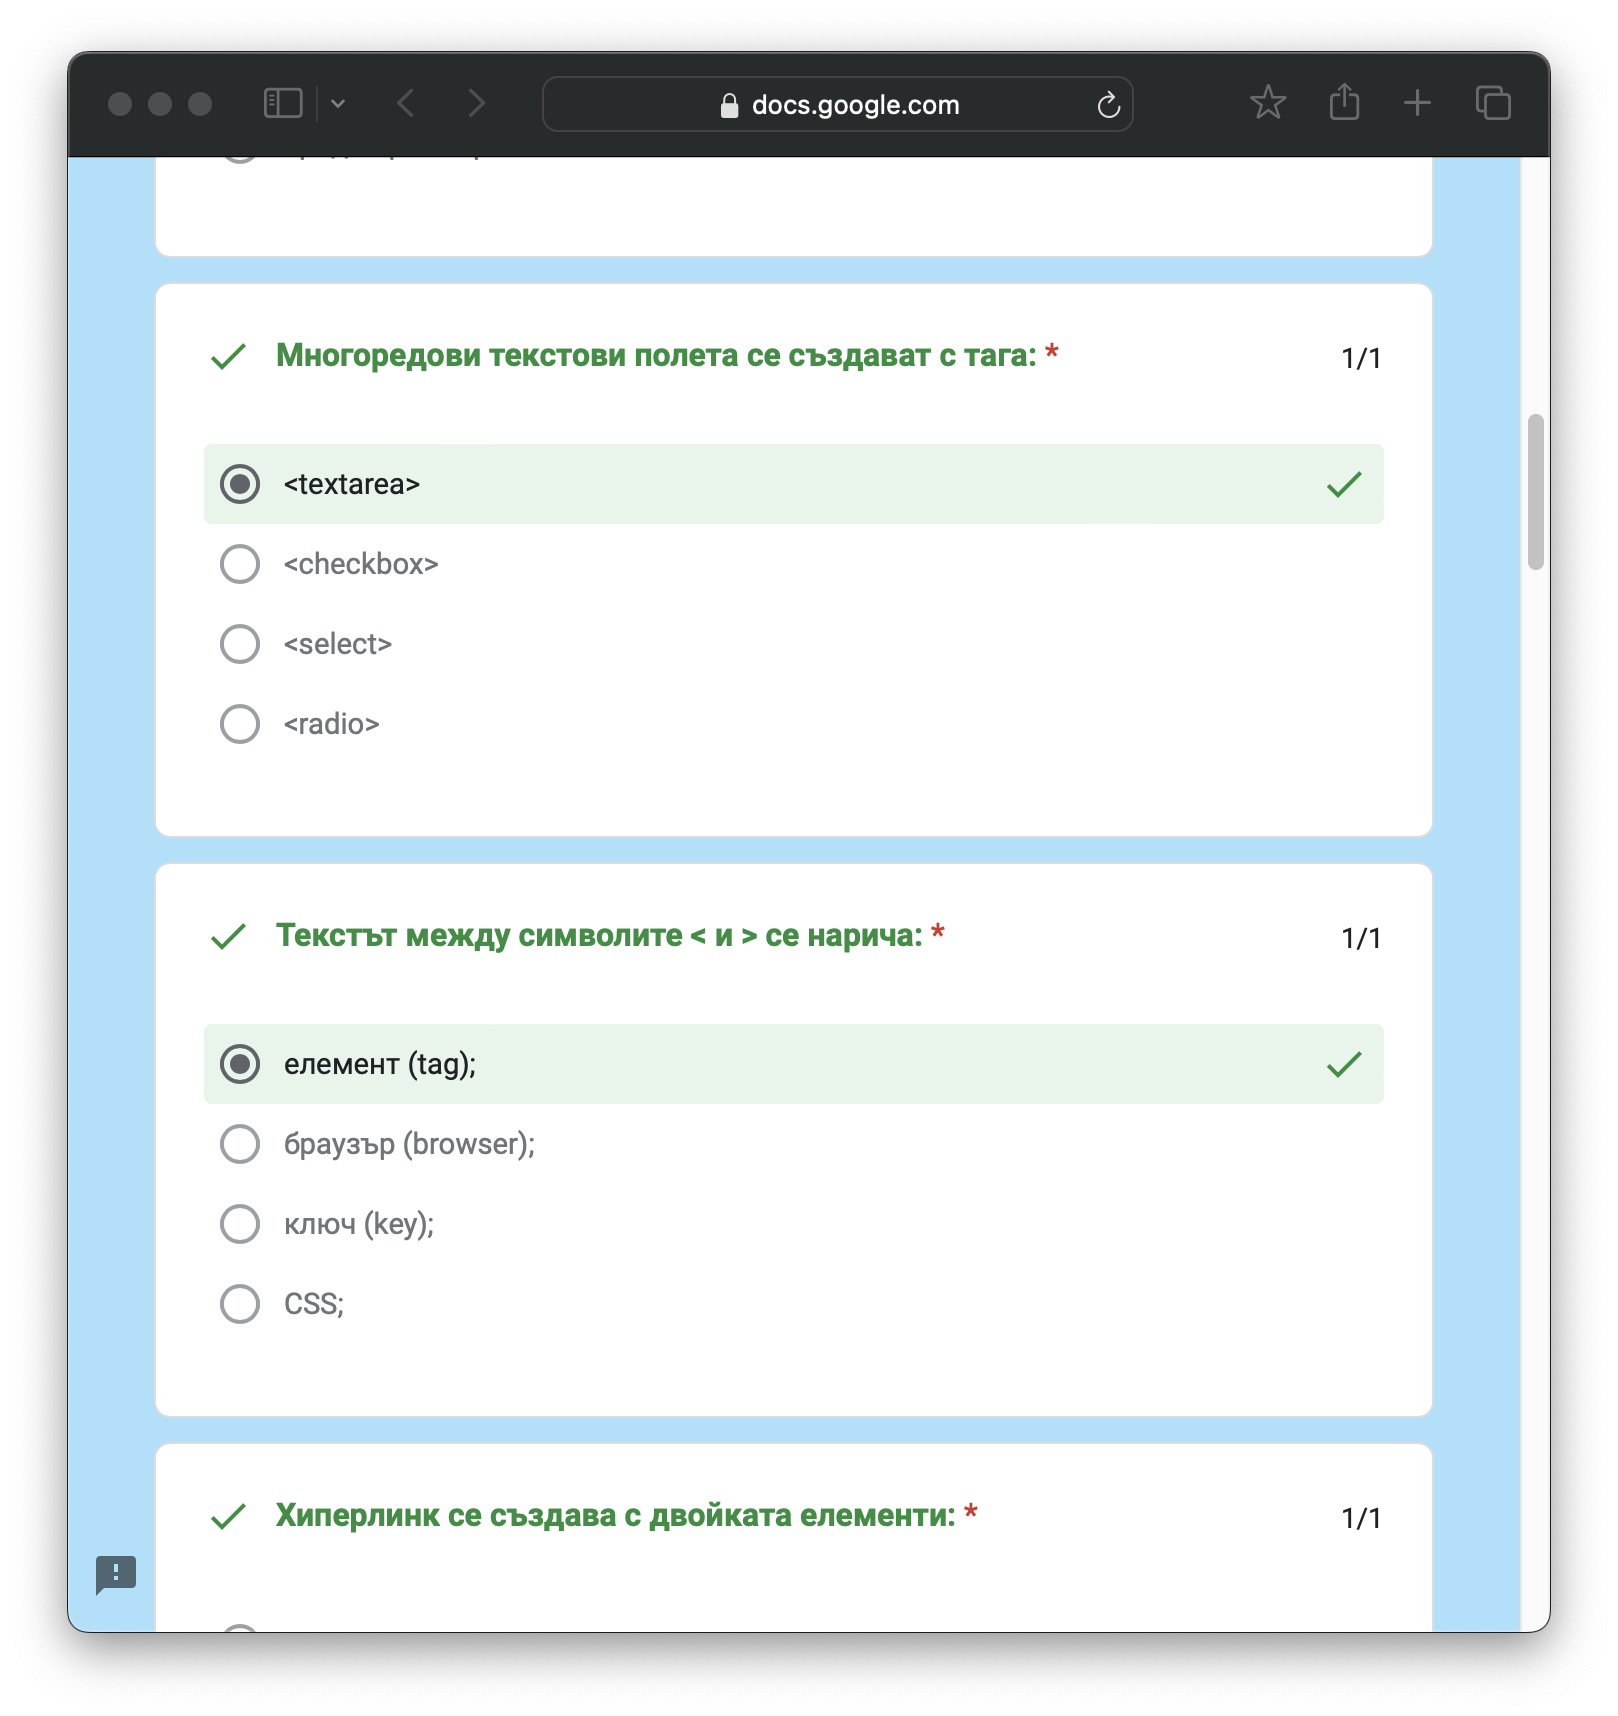 docs.google.com
Многоредови текстови полета се създават с тага: *
1/1
<textarea>
<checkbox>
<select>
<radio>
Текстът между символите < и > се нарича: *
1/1
елемент (tag);
браузър (browser);
ключ (key);
CSS;
Хиперлинк се създава с двойката елементи: *
1/1